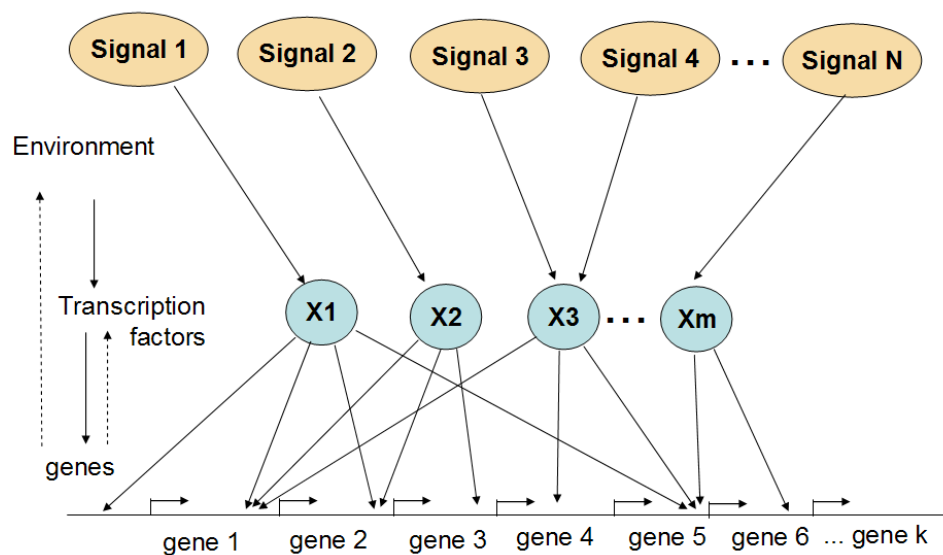 Signal 1
Signal 2
Signal 3
Signal 4
...
Signal N
Environment
Transcription
factors
genes
X1
X2
X3
...
Xm
gene 1
gene 2
gene 3
gene 4
gene 5
gene 6
... gene k